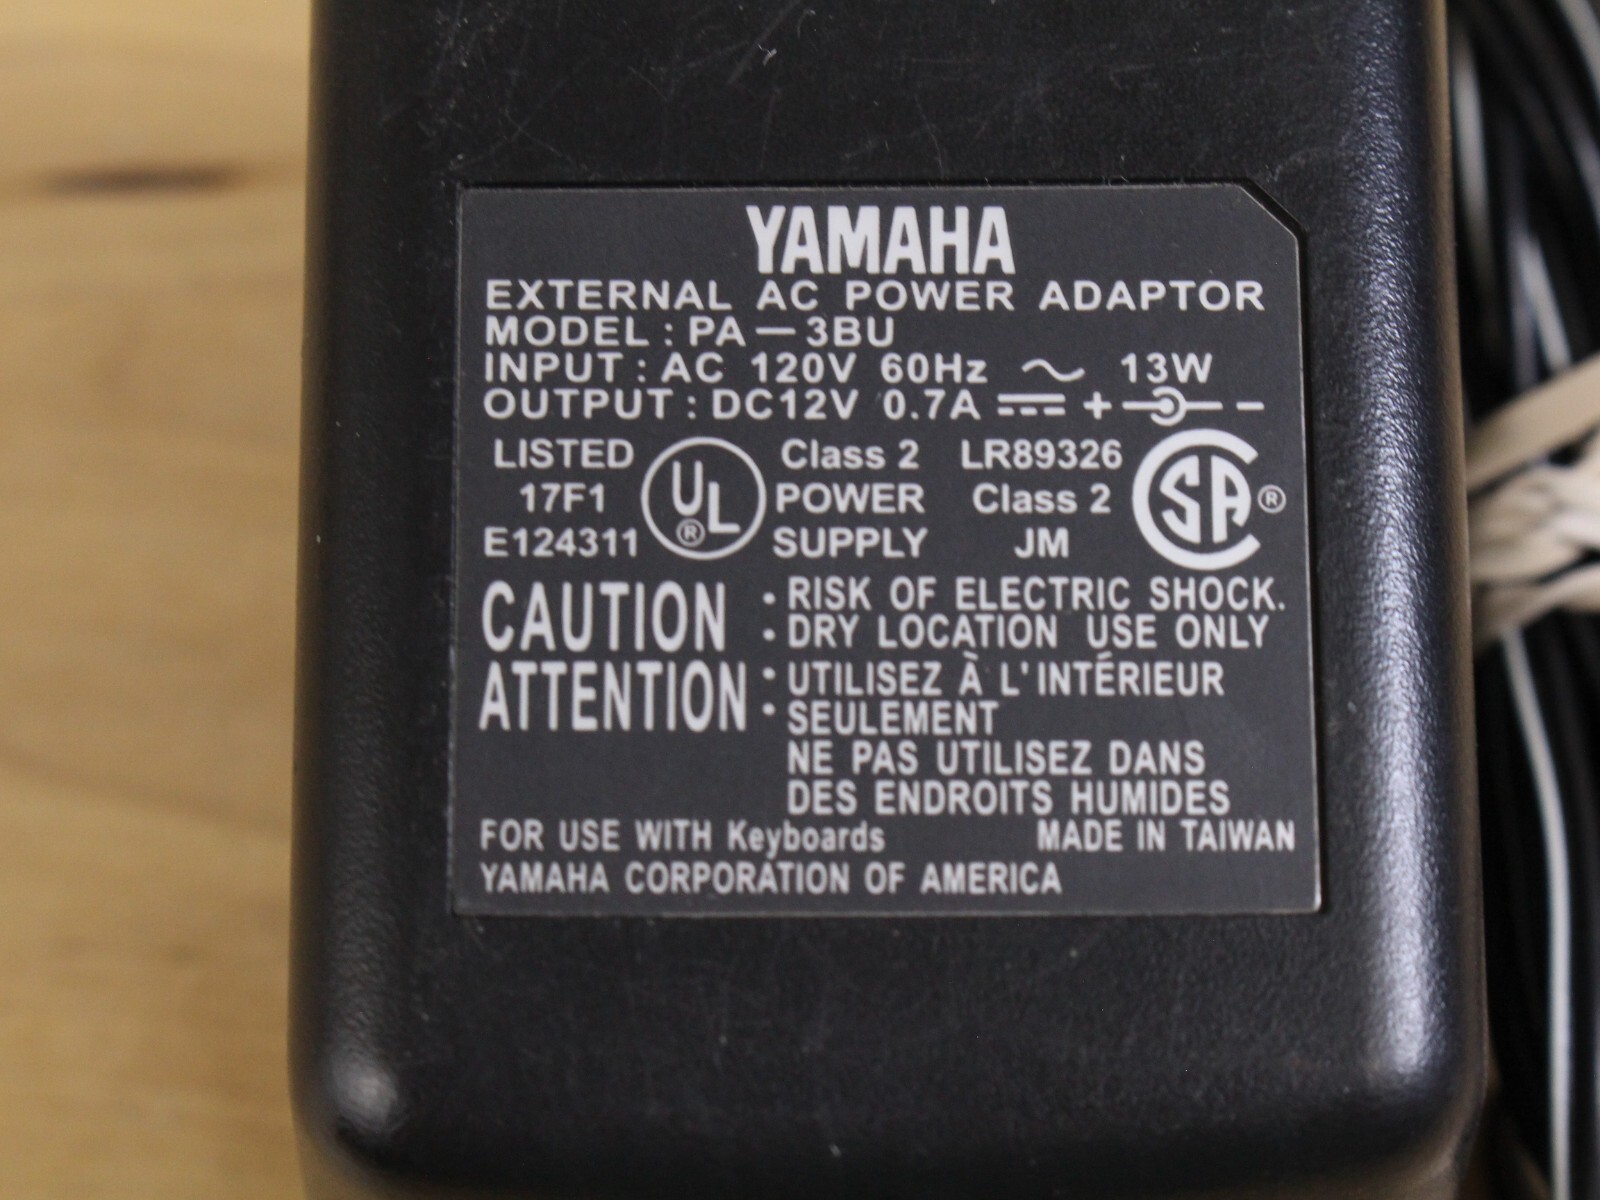 YAMAHA
EXTERNAL AC POWER ADAPTOR
MODEL : PA — 3BU
INPUT : AC 120V 60Hz ∼ 13W
OUTPUT : DC12V 0.7A ⎓ + −
LISTED UL® Class 2 LR89326 SA®
17F1 POWER Class 2
E124311 SUPPLY JM
CAUTION • RISK OF ELECTRIC SHOCK.
• DRY LOCATION USE ONLY
ATTENTION • UTILISEZ À L'INTÉRIEUR
• SEULEMENT
NE PAS UTILISEZ DANS
DES ENDROITS HUMIDES
FOR USE WITH Keyboards MADE IN TAIWAN
YAMAHA CORPORATION OF AMERICA